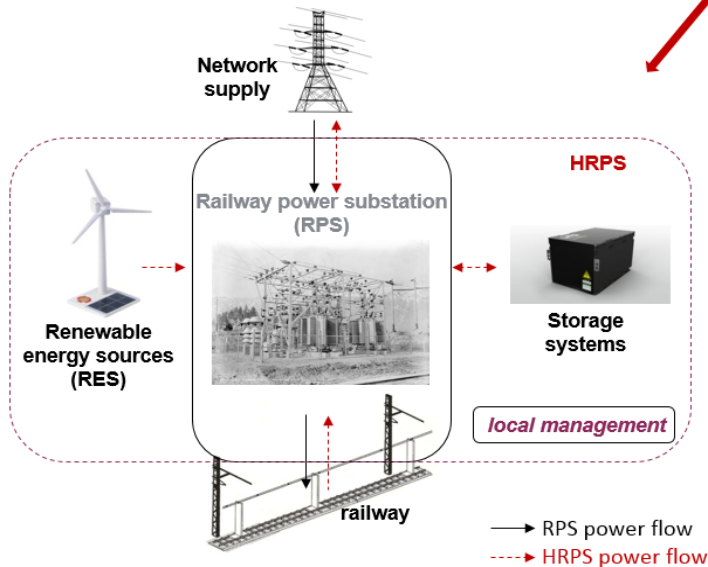 Network
supply
HRPS
Railway power substation
(RPS)
Renewable
energy sources
(RES)
Storage
systems
local management
railway
RPS power flow
HRPS power flow